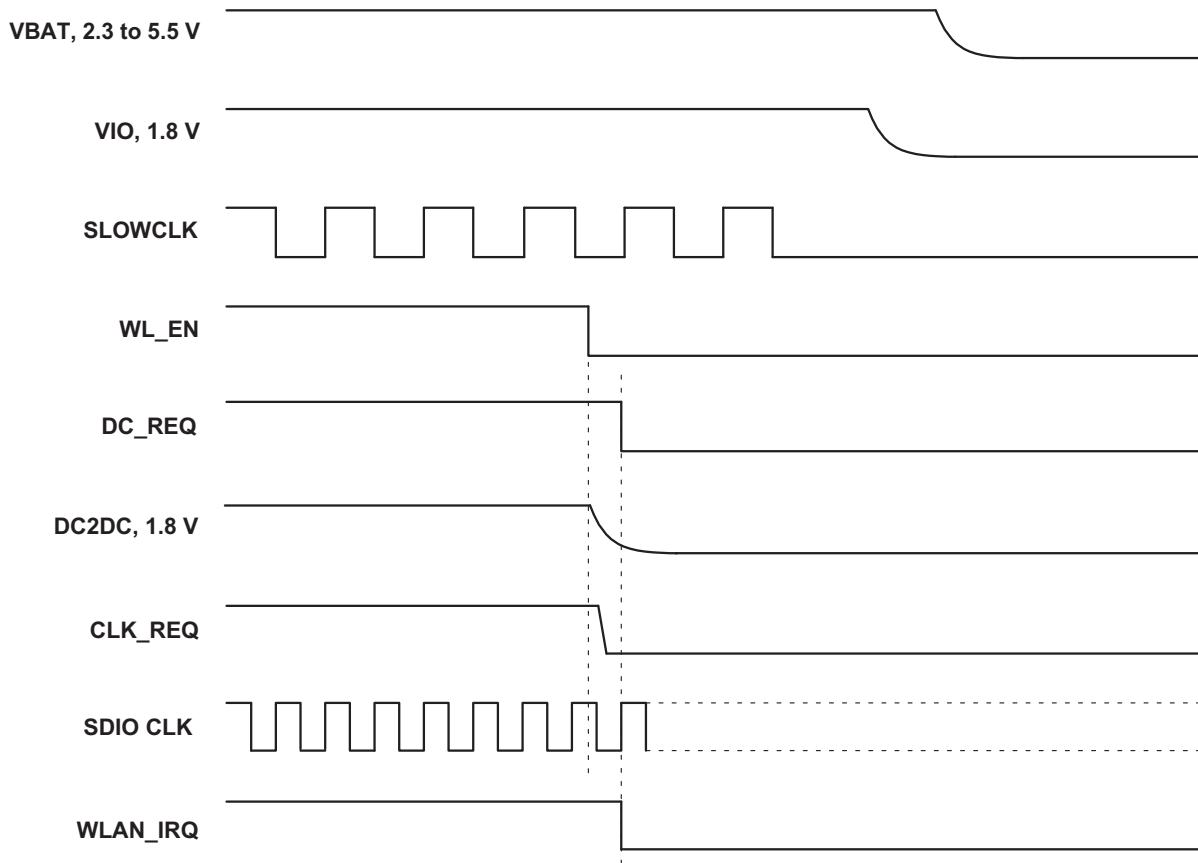 VBAT, 2.3 to 5.5 V
VIO, 1.8 V
SLOWCLK
WL_EN
DC_REQ
DC2DC, 1.8 V
CLK_REQ
SDIO CLK
WLAN_IRQ